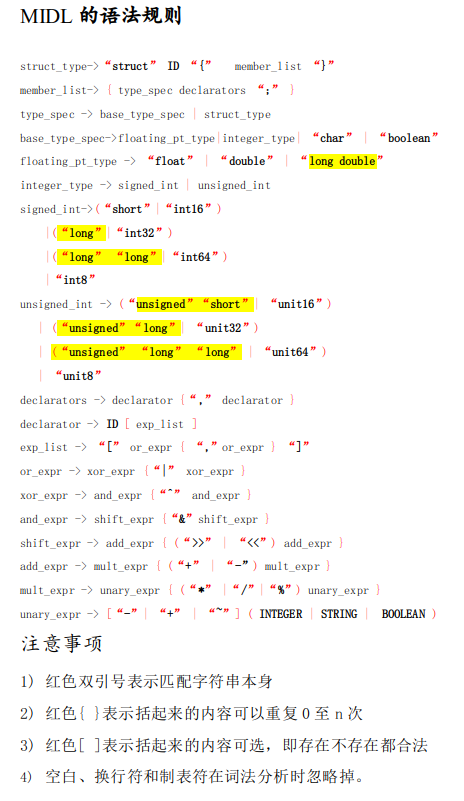 MIDL 的语法规则
struct_type-> “struct” ID “{” member_list “}”
member_list-> { type_spec declarators “;” }
type_spec -> base_type_spec | struct_type
base_type_spec->floating_pt_type|integer_type| “char” | “boolean”
floating_pt_type -> “float” | “double” | “long double”
integer_type -> signed_int | unsigned_int
signed_int->(“short”|“int16”)
|(“long”|“int32”)
|(“long” “long”|“int64”)
|“int8”
unsigned_int -> (“unsigned”“short”| “unit16”)
| (“unsigned”“long”| “unit32”)
| (“unsigned” “long” “long” | “unit64”)
| “unit8”
declarators -> declarator {“,” declarator }
declarator -> ID [ exp_list ]
exp_list -> “[” or_expr { “,”or_expr } “]”
or_expr -> xor_expr {“|” xor_expr }
xor_expr -> and_expr {“^” and_expr }
and_expr -> shift_expr {“&”shift_expr }
shift_expr -> add_expr { (“>>” | “<<”) add_expr }
add_expr -> mult_expr { (“+” | “-”) mult_expr }
mult_expr -> unary_expr { (“*” |“/”|“%”) unary_expr }
unary_expr -> [“-”| “+” | “~”] ( INTEGER | STRING | BOOLEAN )
注意事项
1) 红色双引号表示匹配字符串本身
2) 红色{ }表示括起来的内容可以重复 0 至 n 次
3) 红色[ ]表示括起来的内容可选，即存在不存在都合法
4) 空白、换行符和制表符在词法分析时忽略掉。